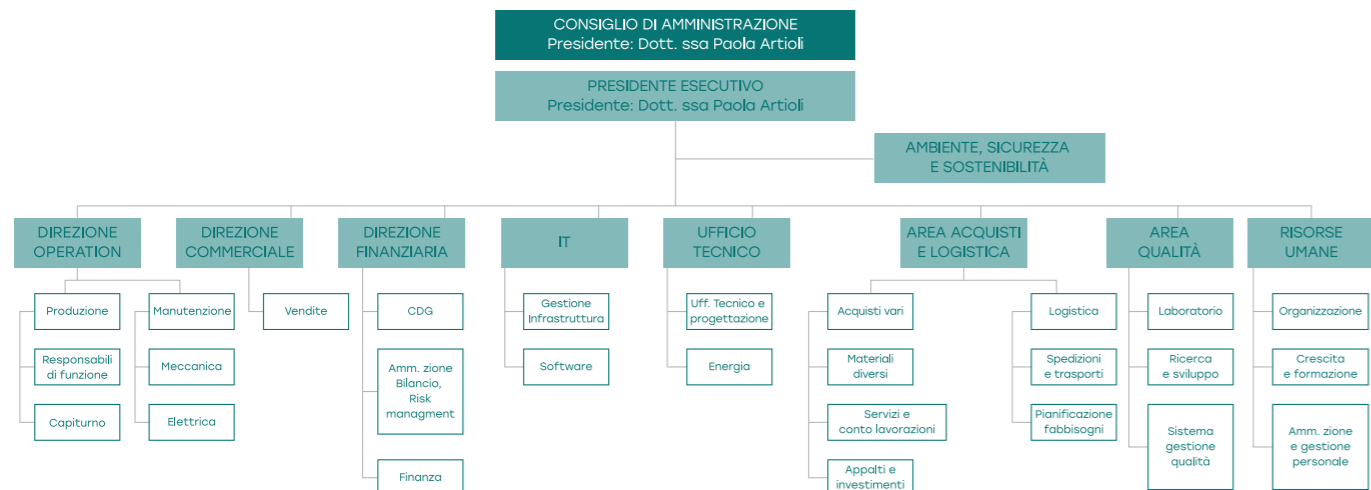 CONSIGLIO DI AMMINISTRAZIONE
Presidente: Dott. ssa Paola Artioli
PRESIDENTE ESECUTIVO
Presidente: Dott. ssa Paola Artioli
AMBIENTE, SICUREZZA
E SOSTENIBILITÀ
DIREZIONE
OPERATION
Produzione
Responsabili
di funzione
Capiturno
Manutenzione
Meccanica
Elettrica
DIREZIONE
COMMERCIALE
Vendite
DIREZIONE
FINANZIARIA
CDG
Amm. zione
Bilancio,
Risk
managment
Finanza
IT
Gestione
Infrastruttura
Software
UFFICIO
TECNICO
Uff. Tecnico e
progettazione
Energia
AREA ACQUISTI
E LOGISTICA
Acquisti vari
Materiali
diversi
Servizi e
conto lavorazioni
Appalti e
investimenti
Logistica
Spedizioni
e trasporti
Pianificazione
fabbisogni
AREA
QUALITÀ
Laboratorio
Ricerca
e sviluppo
Sistema
gestione
qualità
RISORSE
UMANE
Organizzazione
Crescita
e formazione
Amm. zione
e gestione
personale